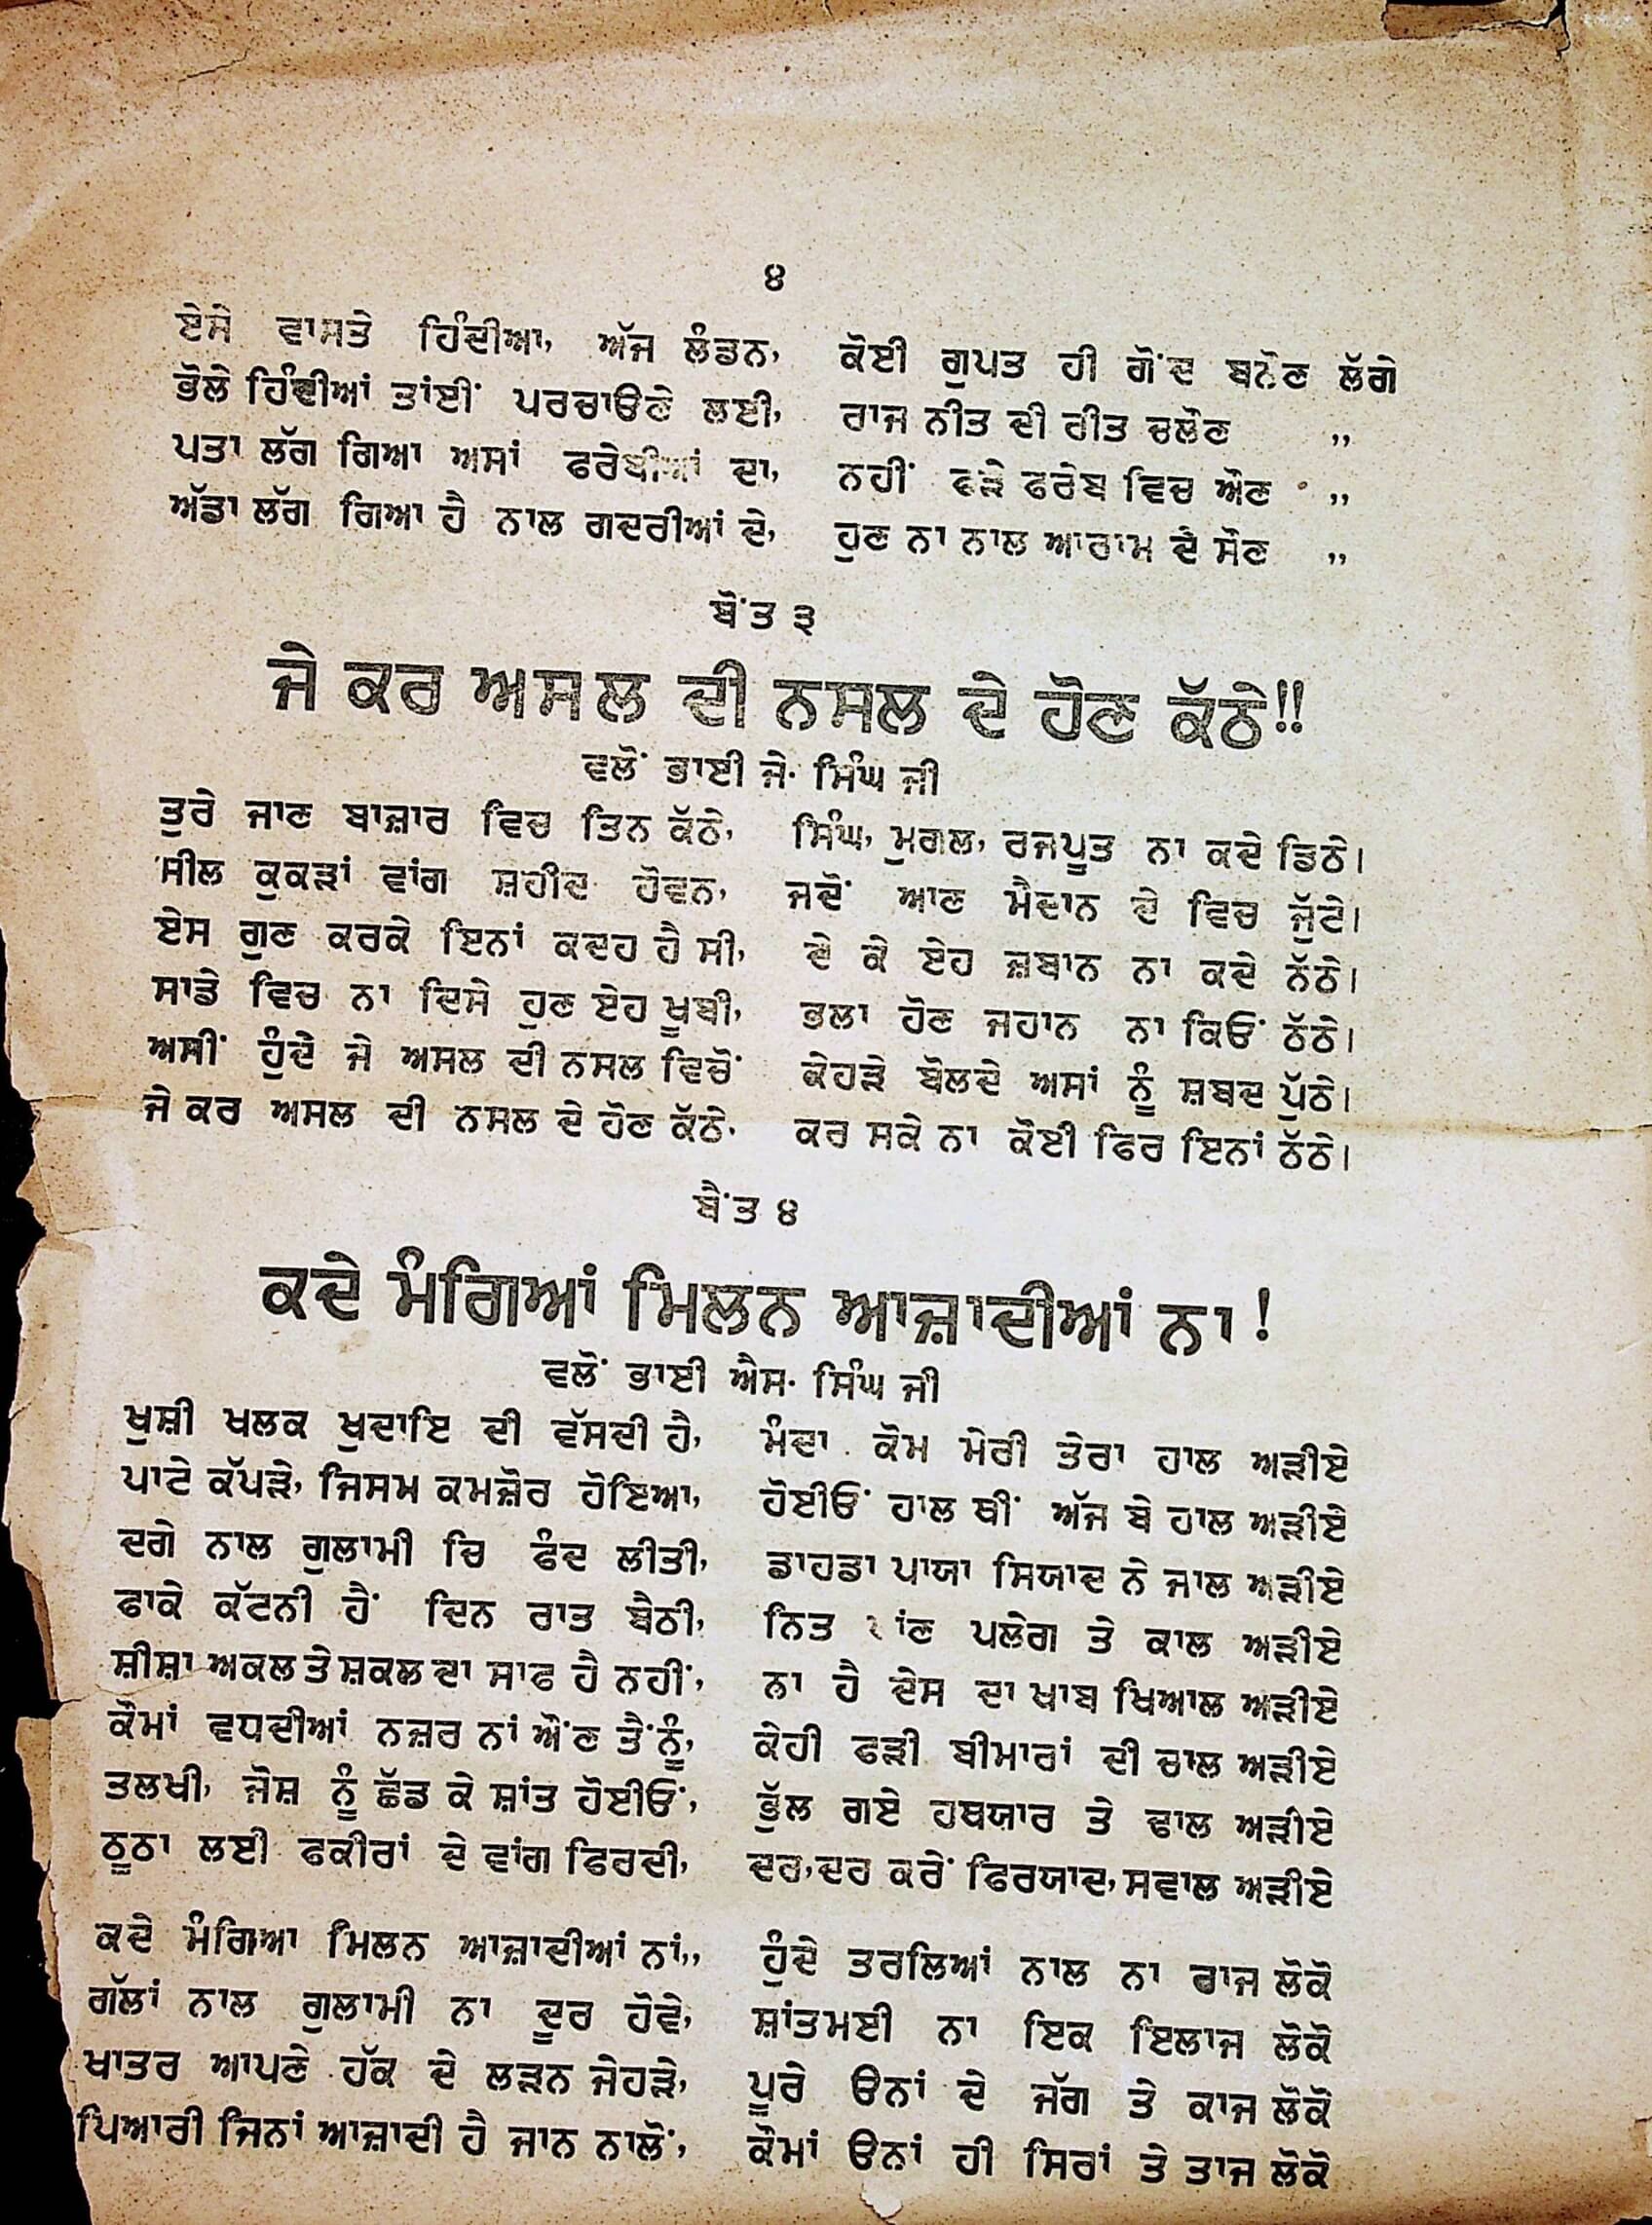 ੪
ਏਸੇ ਵਾਸਤੇ ਹਿੰਦੀਆ, ਅੱਜ ਲੰਡਨ, ਕੋਈ ਗੁਪਤ ਹੀ ਗੋਂਦ ਬਨੌਣ ਲੱਗੇ
ਭੋਲੇ ਹਿੰਦੀਆਂ ਤਾਂਈਂ ਪਰਚਾਉਣੇ ਲਈ, ਰਾਜ ਨੀਤ ਦੀ ਰੀਤ ਚਲੌਣ ,,
ਪਤਾ ਲੱਗ ਗਿਆ ਅਸਾਂ ਫਰੇਬੀਆਂ ਦਾ, ਨਹੀਂ ਫੜੇ ਫਰੇਬ ਵਿਚ ਔਣ ,,
ਅੱਡਾ ਲੱਗ ਗਿਆ ਹੈ ਨਾਲ ਗਦਰੀਆਂ ਦੇ, ਹੁਣ ਨਾ ਨਾਲ ਆਰਾਮ ਦੇ ਸੌਣ ,,
ਬੈਂਤ ੩
ਜੇ ਕਰ ਅਸਲ ਦੀ ਨਸਲ ਦੇ ਹੋਣ ਕੱਠੇ!!
ਵਲੋਂ ਭਾਈ ਜੇ. ਸਿੰਘ ਜੀ
ਤੁਰੇ ਜਾਣ ਬਾਜ਼ਾਰ ਵਿਚ ਤਿਨ ਕੱਠੇ, ਸਿੰਘ, ਮੁਗਲ, ਰਜਪੂਤ ਨਾ ਕਦੇ ਡਿਠੇ।
ਸੀਲ ਕੁਕੜਾਂ ਵਾਂਗ ਸ਼ਹੀਦ ਹੋਵਨ, ਜਦੋਂ ਆਣ ਮੈਦਾਨ ਦੇ ਵਿਚ ਜੁੱਟੇ।
ਏਸ ਗੁਣ ਕਰਕੇ ਇਨਾਂ ਕਦਰ ਹੈ ਸੀ, ਦੇ ਕੇ ਏਹ ਜ਼ਬਾਨ ਨਾ ਕਦੇ ਨੱਠੇ।
ਸਾਡੇ ਵਿਚ ਨਾ ਦਿਸੇ ਹੁਣ ਏਹ ਖੂਬੀ, ਭਲਾ ਹੋਣ ਜਹਾਨ ਨਾ ਕਿਓਂ ਠੱਠੇ।
ਅਸੀਂ ਹੁੰਦੇ ਜੇ ਅਸਲ ਦੀ ਨਸਲ ਵਿਚੋਂ ਕੇਹੜੇ ਬੋਲਦੇ ਅਸਾਂ ਨੂੰ ਸ਼ਬਦ ਪੁੱਠੇ।
ਜੇ ਕਰ ਅਸਲ ਦੀ ਨਸਲ ਦੇ ਹੋਣ ਕੱਠੇ, ਕਰ ਸਕੇ ਨਾ ਕੋਈ ਫਿਰ ਇਨਾਂ ਠੱਠੇ।
ਬੈਂਤ ੪
ਕਦੇ ਮੰਗਿਆਂ ਮਿਲਨ ਆਜ਼ਾਦੀਆਂ ਨਾ!
ਵਲੋਂ ਭਾਈ ਐਸ. ਸਿੰਘ ਜੀ
ਖੁਸ਼ੀ ਖਲਕ ਖੁਦਾਇ ਦੀ ਵੱਸਦੀ ਹੈ, ਮੰਦਾ ਕੌਮ ਮੇਰੀ ਤੇਰਾ ਹਾਲ ਅੜੀਏ
ਪਾਟੇ ਕੱਪੜੇ, ਜਿਸਮ ਕਮਜ਼ੋਰ ਹੋਇਆ, ਹੋਈਓਂ ਹਾਲ ਥੀਂ ਅੱਜ ਬੇ ਹਾਲ ਅੜੀਏ
ਦਗੇ ਨਾਲ ਗੁਲਾਮੀ ਚਿ ਫੰਦ ਲੀਤੀ, ਡਾਹਡਾ ਪਾਯਾ ਸਿਯਾਦ ਨੇ ਜਾਲ ਅੜੀਏ
ਫਾਕੇ ਕੱਟਨੀ ਹੈਂ ਦਿਨ ਰਾਤ ਬੈਠੀ, ਨਿਤ ਪਲੇਗ ਤੇ ਕਾਲ ਅੜੀਏ
ਸ਼ੀਸ਼ਾ ਅਕਲ ਤੇ ਸ਼ਕਲ ਦਾ ਸਾਫ ਹੈ ਨਹੀਂ, ਨਾ ਹੈ ਦੇਸ ਦਾ ਖਾਬ ਖਿਆਲ ਅੜੀਏ
ਕੌਮਾਂ ਵਧਦੀਆਂ ਨਜ਼ਰ ਨਾਂ ਔਂਣ ਤੈਂਨੂੰ, ਕੇਹੀ ਫੜੀ ਬੀਮਾਰਾਂ ਦੀ ਚਾਲ ਅੜੀਏ
ਤਲਖੀ, ਜੋਸ਼ ਨੂੰ ਛੱਡ ਕੇ ਸ਼ਾਂਤ ਹੋਈਓਂ, ਭੁੱਲ ਗਏ ਹਥਯਾਰ ਤੇ ਢਾਲ ਅੜੀਏ
ਠੂਠਾ ਲਈ ਫਕੀਰਾਂ ਦੇ ਵਾਂਗ ਫਿਰਦੀ, ਦਰ,ਦਰ ਕਰੇਂ ਫਿਰਯਾਦ,ਸਵਾਲ ਅੜੀਏ
ਕਦੇ ਮੰਗਿਆ ਮਿਲਨ ਆਜ਼ਾਦੀਆਂ ਨਾਂ,, ਹੁੰਦੇ ਤਰਲਿਆਂ ਨਾਲ ਨਾ ਰਾਜ ਲੋਕੋ
ਗੱਲਾਂ ਨਾਲ ਗੁਲਾਮੀ ਨਾ ਦੂਰ ਹੋਵੇ, ਸ਼ਾਂਤਮਈ ਨਾ ਇਕ ਇਲਾਜ ਲੋਕੋ
ਖਾਤਰ ਆਪਣੇ ਹੱਕ ਦੇ ਲੜਨ ਜੇਹੜੇ, ਪੂਰੇ ਓਨਾਂ ਦੇ ਜੱਗ ਤੇ ਕਾਜ ਲੋਕੋ
ਪਿਆਰੀ ਜਿਨਾਂ ਆਜ਼ਾਦੀ ਹੈ ਜਾਨ ਨਾਲੋਂ, ਕੌਮਾਂ ਓਨਾਂ ਹੀ ਸਿਰਾਂ ਤੇ ਤਾਜ ਲੋਕੋ